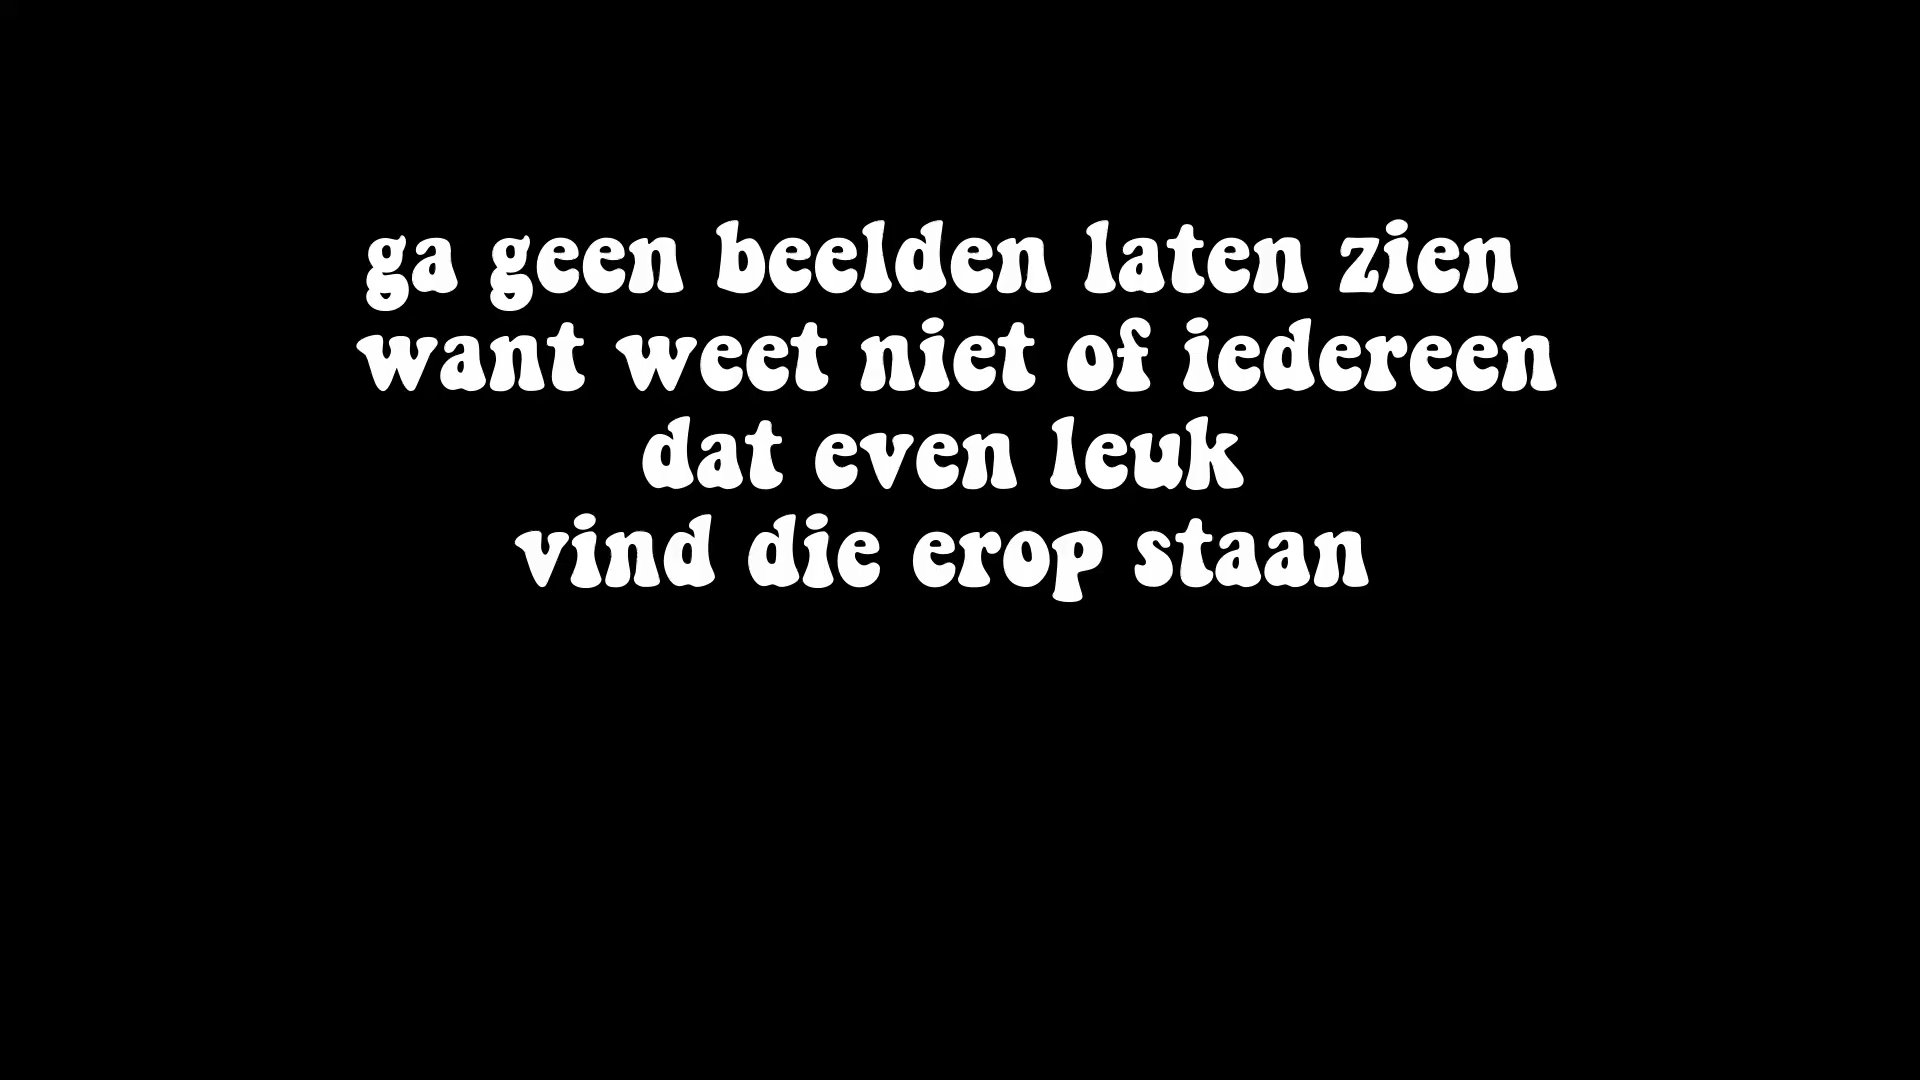 ga geen beelden laten zien
want weet niet of iedereen
dat even leuk
vind die erop staan